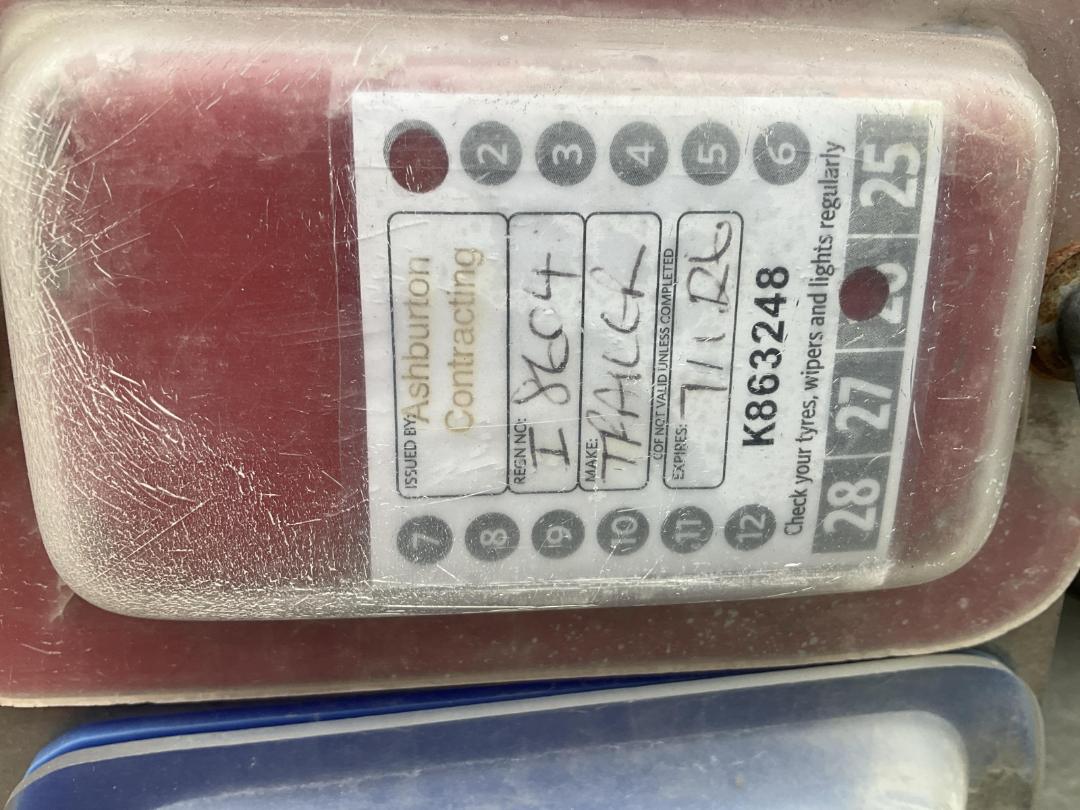 2
3
4
5
6
7
8
9
10
11
12
ISSUED BY:
Ashburton
Contracting
REGN NO:
I 8604
MAKE:
TRAILER
COF NOT VALID UNLESS COMPLETED
EXPIRES:
7/1/26
K863248
Check your tyres, wipers and lights regularly
28 27 26 25